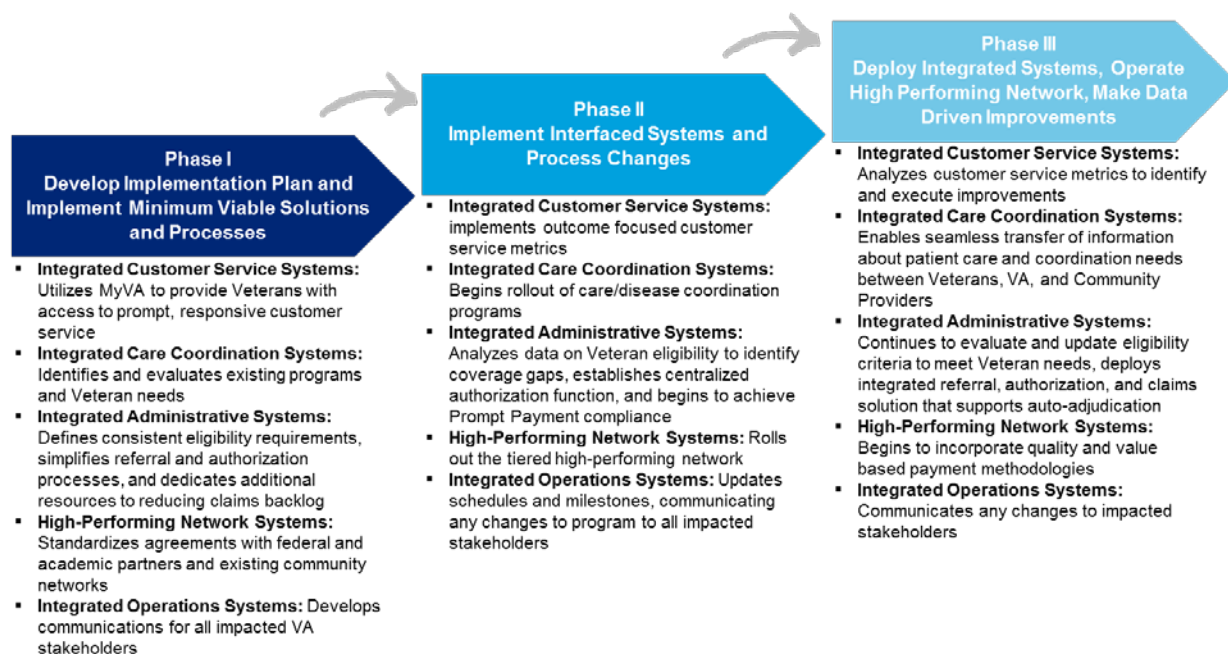 Phase I
Develop Implementation Plan and
Implement Minimum Viable Solutions
and Processes
▪ Integrated Customer Service Systems:
Utilizes MyVA to provide Veterans with
access to prompt, responsive customer
service
▪ Integrated Care Coordination Systems:
Identifies and evaluates existing programs
and Veteran needs
▪ Integrated Administrative Systems:
Defines consistent eligibility requirements,
simplifies referral and authorization
processes, and dedicates additional
resources to reducing claims backlog
▪ High-Performing Network Systems:
Standardizes agreements with federal and
academic partners and existing community
networks
▪ Integrated Operations Systems: Develops
communications for all impacted VA
stakeholders
Phase II
Implement Interfaced Systems and
Process Changes
▪ Integrated Customer Service Systems:
implements outcome focused customer
service metrics
▪ Integrated Care Coordination Systems:
Begins rollout of care/disease coordination
programs
▪ Integrated Administrative Systems:
Analyzes data on Veteran eligibility to identify
coverage gaps, establishes centralized
authorization function, and begins to achieve
Prompt Payment compliance
▪ High-Performing Network Systems: Rolls
out the tiered high-performing network
▪ Integrated Operations Systems: Updates
schedules and milestones, communicating
any changes to program to all impacted
stakeholders
Phase III
Deploy Integrated Systems, Operate
High Performing Network, Make Data
Driven Improvements
▪ Integrated Customer Service Systems:
Analyzes customer service metrics to identify
and execute improvements
▪ Integrated Care Coordination Systems:
Enables seamless transfer of information
about patient care and coordination needs
between Veterans, VA, and Community
Providers
▪ Integrated Administrative Systems:
Continues to evaluate and update eligibility
criteria to meet Veteran needs, deploys
integrated referral, authorization, and claims
solution that supports auto-adjudication
▪ High-Performing Network Systems:
Begins to incorporate quality and value
based payment methodologies
▪ Integrated Operations Systems:
Communicates any changes to impacted
stakeholders